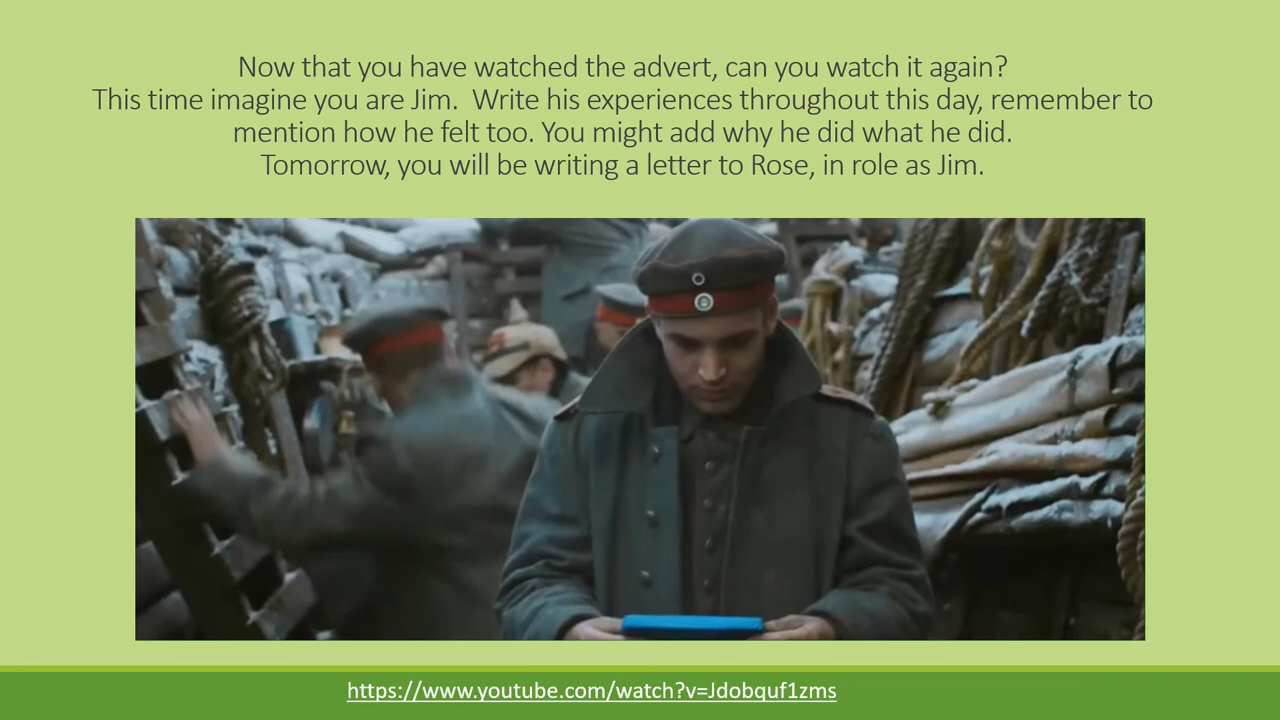 Now that you have watched the advert, can you watch it again?
This time imagine you are Jim.  Write his experiences throughout this day, remember to
mention how he felt too. You might add why he did what he did.
Tomorrow, you will be writing a letter to Rose, in role as Jim.
https://www.youtube.com/watch?v=Jdobquf1zms